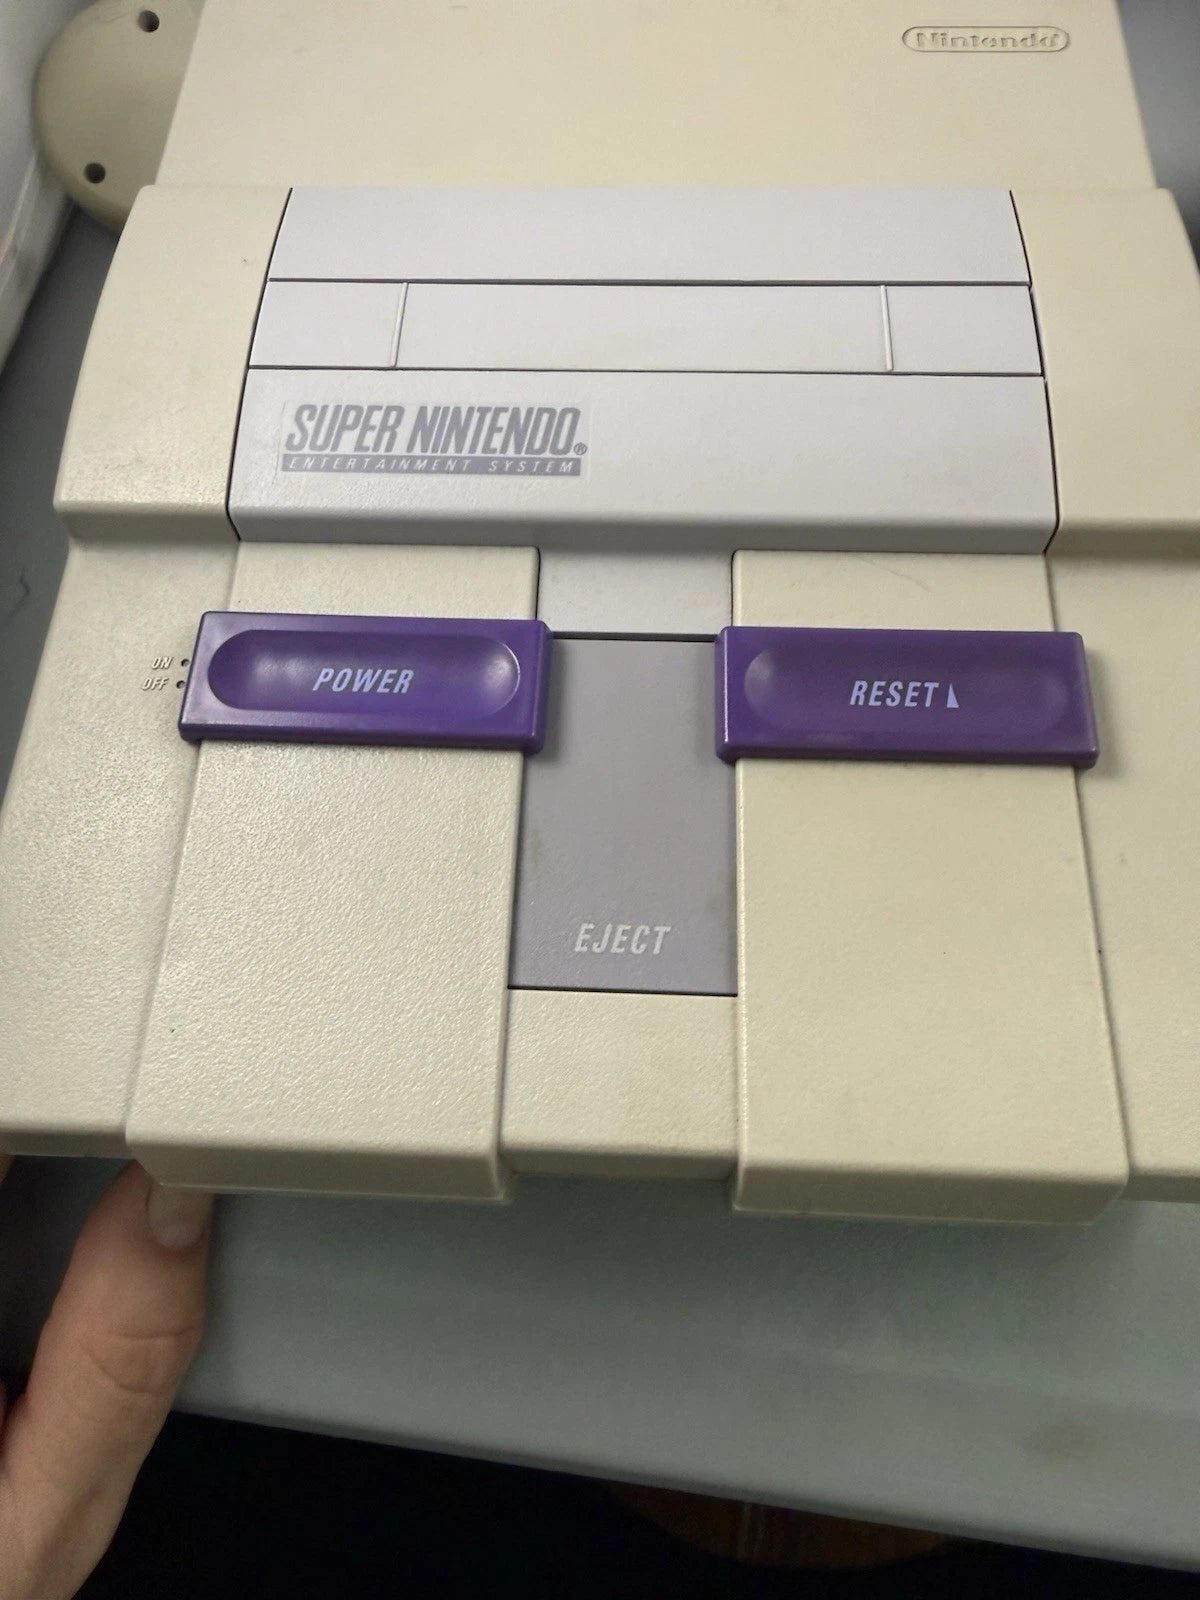 Nintendo
SUPER NINTENDO®
ENTERTAINMENT SYSTEM
ON
OFF
POWER
RESET
EJECT